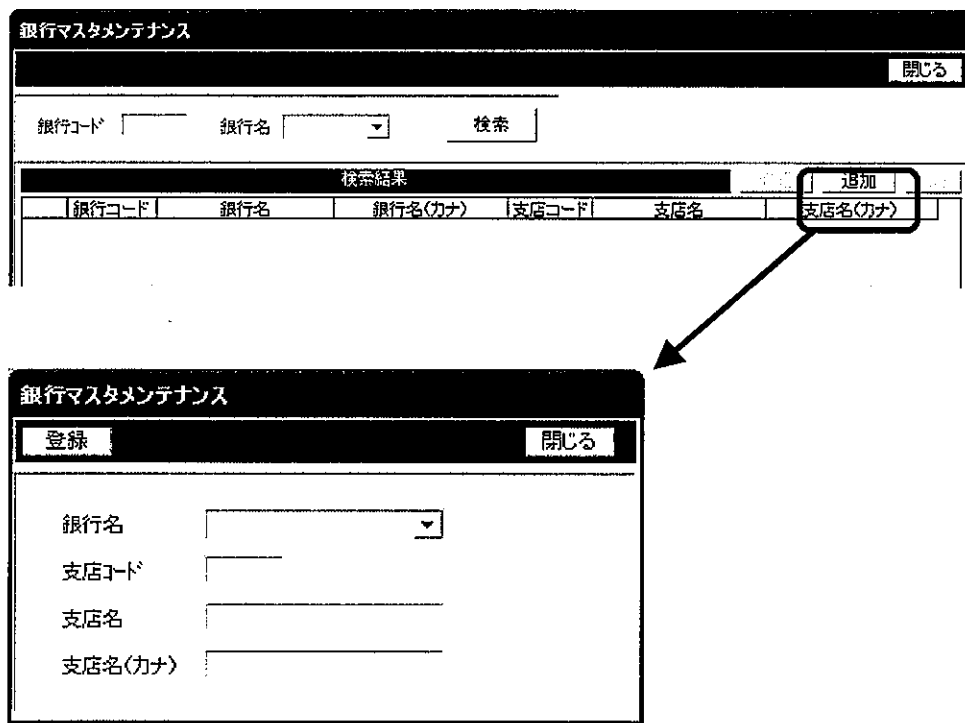 銀行マスタメンテナンス
閉じる
銀行コード 銀行名 検索
検索結果 追加
銀行コード 銀行名 銀行名(カナ) 支店コード 支店名 支店名(カナ)
銀行マスタメンテナンス
登録 閉じる
銀行名
支店コード
支店名
支店名(カナ)